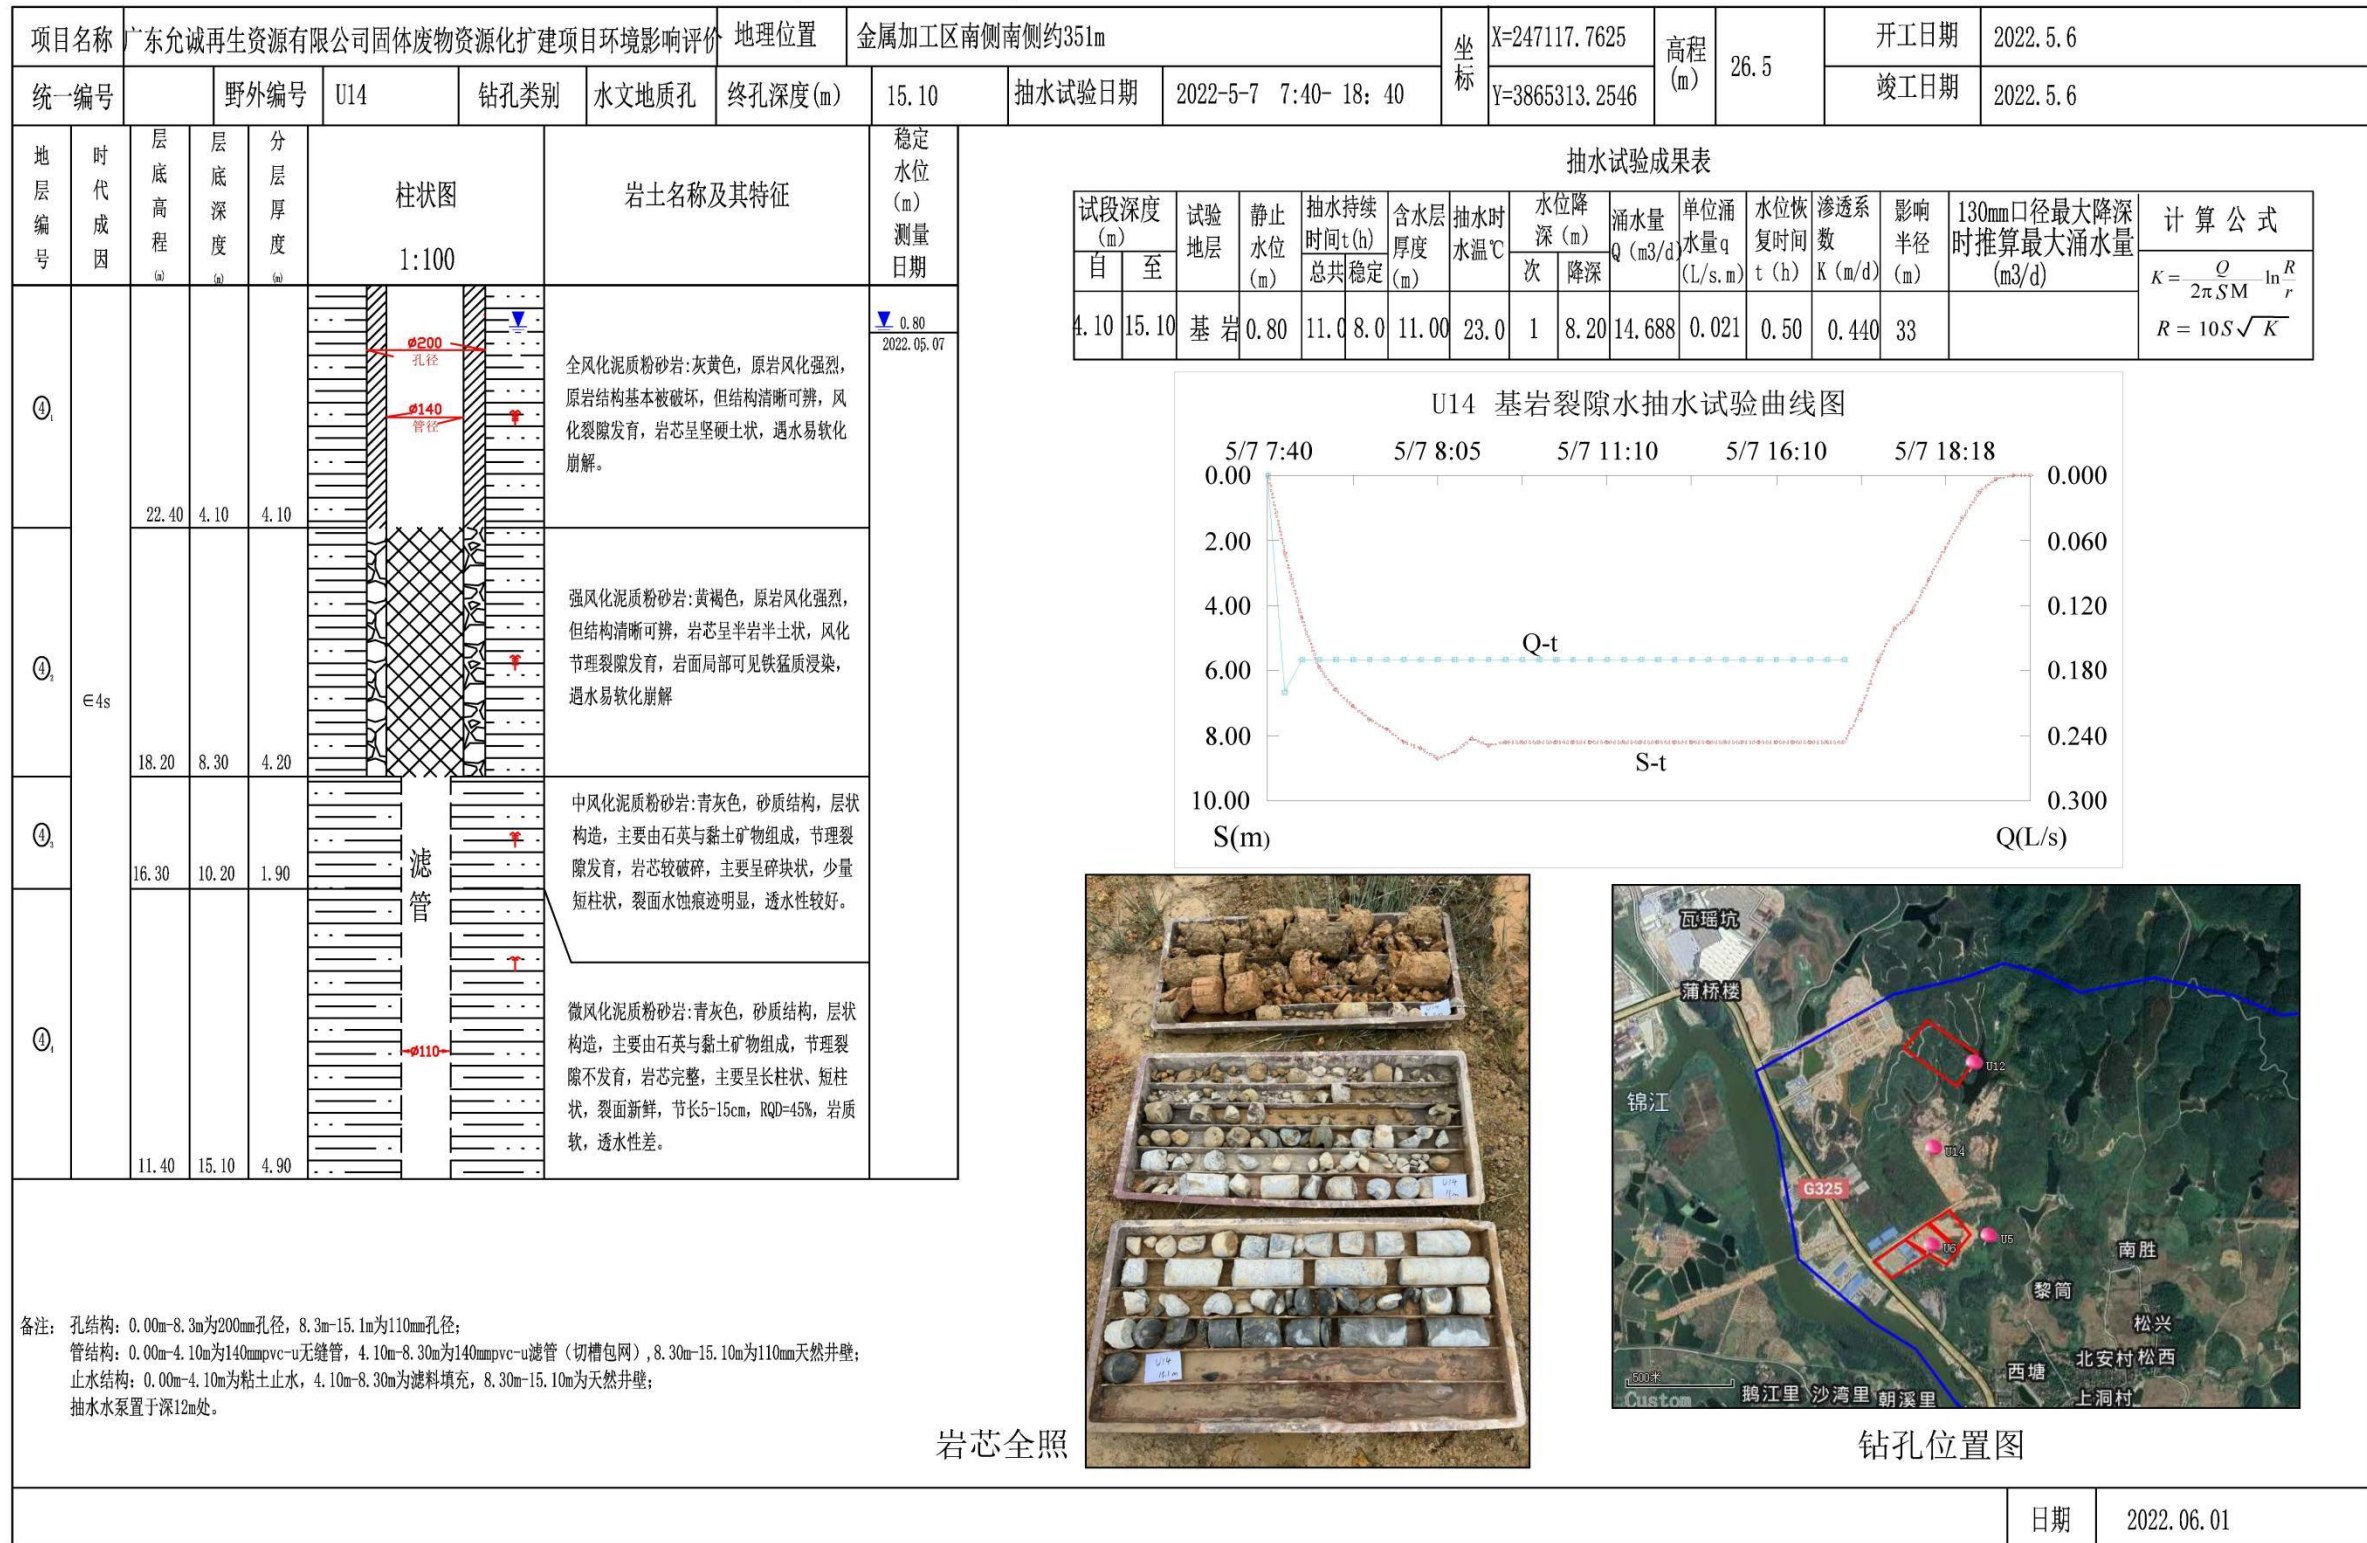 项目名称 广东允诚再生资源有限公司固体废物资源化扩建项目环境影响评价 地理位置 金属加工区南侧南侧约351m 坐标 X=247117.7625 高程(m) 26.5 开工日期 2022.5.6
统一编号 野外编号 U14 钻孔类别 水文地质孔 终孔深度(m) 15.10 抽水试验日期 2022-5-7 7:40- 18: 40 Y=3865313.2546 竣工日期 2022.5.6
地层编号 时代成因 层底高程(m) 层底深度(m) 分层厚度(m) 柱状图 1:100 岩土名称及其特征 稳定水位(m)测量日期
0.80
2022.05.07
ø200
孔径
ø140
管径
④1
全风化泥质粉砂岩:灰黄色, 原岩风化强烈,
原岩结构基本被破坏, 但结构清晰可辨, 风
化裂隙发育, 岩芯呈坚硬土状, 遇水易软化
崩解。
22.40 4.10 4.10
④2
强风化泥质粉砂岩:黄褐色, 原岩风化强烈,
但结构清晰可辨, 岩芯呈半岩半土状, 风化
节理裂隙发育, 岩面局部可见铁猛质浸染,
遇水易软化崩解
∈4s
18.20 8.30 4.20
④3
中风化泥质粉砂岩:青灰色, 砂质结构, 层状
构造, 主要由石英与黏土矿物组成, 节理裂
隙发育, 岩芯较破碎, 主要呈碎块状, 少量
短柱状, 裂面水蚀痕迹明显, 透水性较好。
16.30 10.20 1.90
滤管
④4
微风化泥质粉砂岩:青灰色, 砂质结构, 层状
构造, 主要由石英与黏土矿物组成, 节理裂
隙不发育, 岩芯完整, 主要呈长柱状、短柱
状, 裂面新鲜, 节长5-15cm, RQD=45%, 岩质
软, 透水性差。
ø110
11.40 15.10 4.90
抽水试验成果表
试段深度(m) 自 至 试验地层 静止水位(m) 抽水持续时间t(h) 总共 稳定 含水层厚度(m) 抽水时水温℃ 水位降深(m) 次 降深 涌水量Q(m3/d) 单位涌水量q(L/s.m) 水位恢复时间t(h) 渗透系数K(m/d) 影响半径(m) 130mm口径最大降深时推算最大涌水量(m3/d) 计算公式
4.10 15.10 基岩 0.80 11.0 8.0 11.00 23.0 1 8.20 14.688 0.021 0.50 0.440 33
K = Q/2πSM ln R/r
R = 10S√K
U14 基岩裂隙水抽水试验曲线图
5/7 7:40 5/7 8:05 5/7 11:10 5/7 16:10 5/7 18:18
0.00 0.000
2.00 0.060
4.00 0.120
Q-t
6.00 0.180
8.00 0.240
S-t
10.00 0.300
S(m) Q(L/s)
U14
11m
U14
15.1m
岩芯全照
瓦瑶坑
蒲桥楼
U12
锦江
U14
G325
U5
U6
南胜
黎筒
松兴
北安村 松西
西塘
500米
鹅江里 沙湾里 朝溪里 上洞村
Custom
钻孔位置图
备注: 孔结构: 0.00m-8.3m为200mm孔径, 8.3m-15.1m为110mm孔径;
管结构: 0.00m-4.10m为140mmpvc-u无缝管, 4.10m-8.30m为140mmpvc-u滤管 (切槽包网) , 8.30m-15.10m为110mm天然井壁;
止水结构: 0.00m-4.10m为粘土止水, 4.10m-8.30m为滤料填充, 8.30m-15.10m为天然井壁;
抽水水泵置于深12m处。
日期 2022.06.01